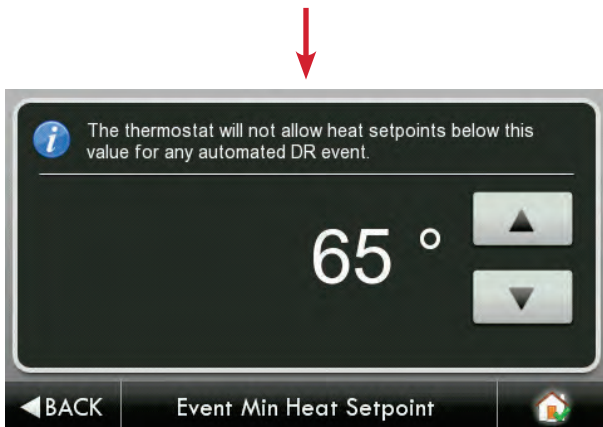 The thermostat will not allow heat setpoints below this
value for any automated DR event.
65 °
BACK
Event Min Heat Setpoint